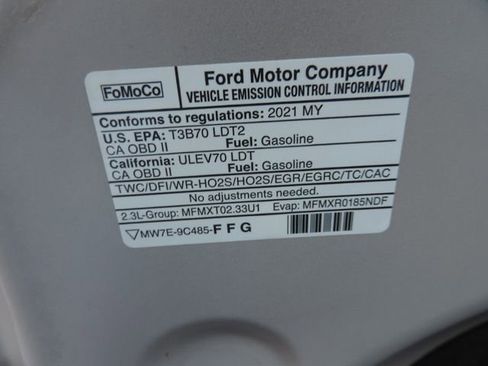 FoMoCo
Ford Motor Company
VEHICLE EMISSION CONTROL INFORMATION
Conforms to regulations: 2021 MY
U.S. EPA: T3B70 LDT2
CA OBD II Fuel: Gasoline
California: ULEV70 LDT
CA OBD II Fuel: Gasoline
TWC/DFI/WR-HO2S/HO2S/EGR/EGRC/TC/CAC
No adjustments needed.
2.3L-Group: MFMXT02.33U1 Evap: MFMXR0185NDF
MW7E-9C485-FFG